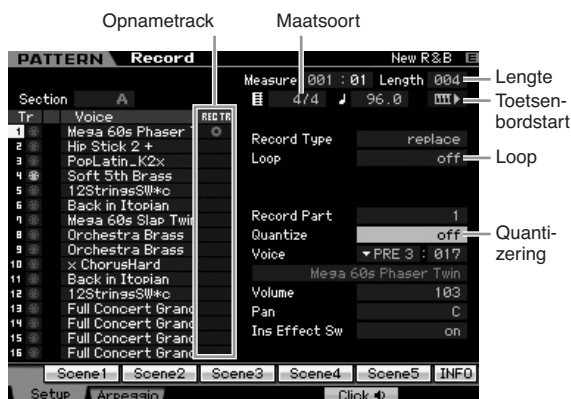 Opnametrack Maatsoort
PATTERN Record New R&B E
Measure 001 : 01 Length 004 Lengte
Section A 4/4 96.0 Toetsen-
bordstart
Tr Voice REC TR
1 Mega 60s Phaser T
2 Hip Stick 2 +
3 PopLatin_K2x
4 Soft 5th Brass
5 12StringsSW*c
6 Back in Itopian
7 Mega 60s Slap Twin
8 Orchestra Brass
9 Orchestra Brass
10 x ChorusHard
11 Back in Itopian
12 12StringsSW*c
13 Full Concert Grand
14 Full Concert Grand
15 Full Concert Grand
16 Full Concert Grand
Record Type replace
Loop off Loop
Record Part 1
Quantize off Quanti-
zering
Voice PRE 3 : 017
Mega 60s Phaser Twin
Volume 103
Pan C
Ins Effect Sw on
Scene1 Scene2 Scene3 Scene4 Scene5 INFO
Setup Arpeggio Click